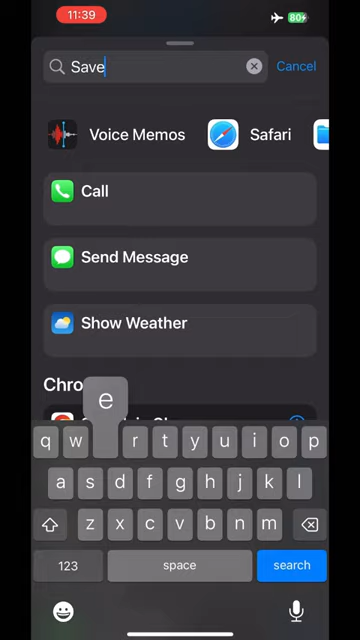 11:39
80
Save
Cancel
Voice Memos
Safari
Call
Send Message
Show Weather
Chro
e
q w r t y u i o p
a s d f g h j k l
z x c v b n m
123 space search